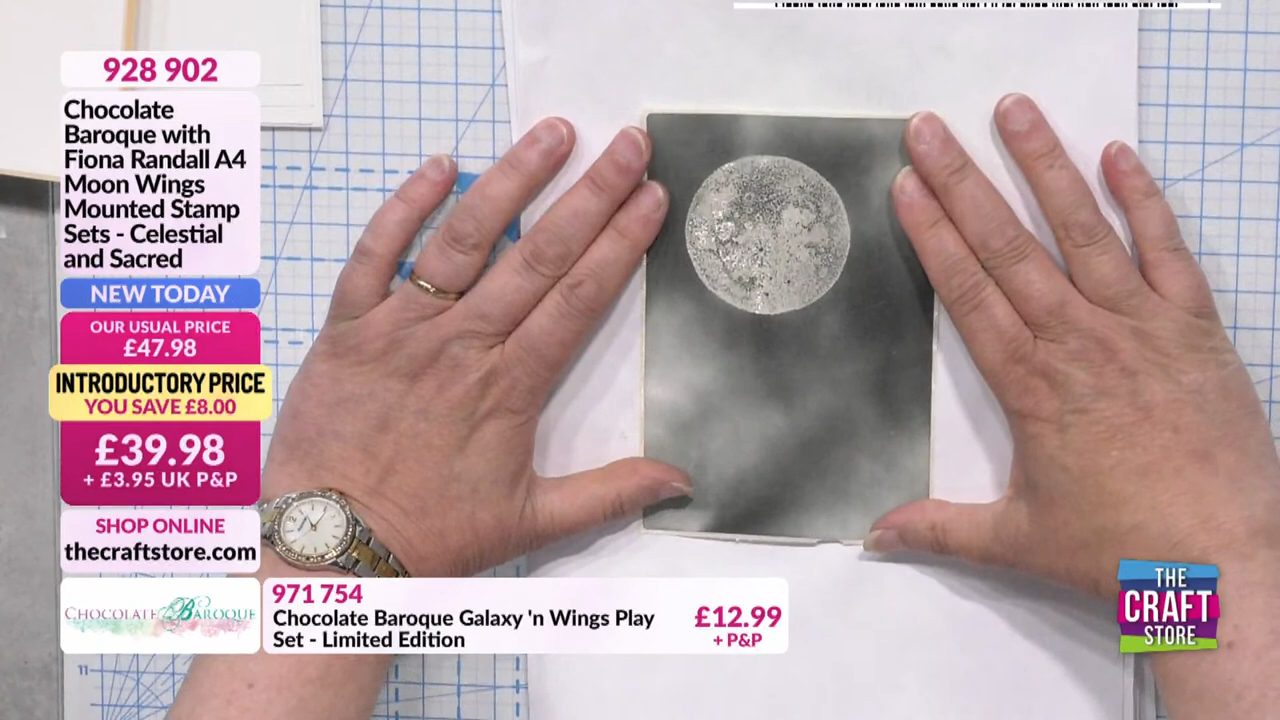 928 902
Chocolate
Baroque with
Fiona Randall A4
Moon Wings
Mounted Stamp
Sets - Celestial
and Sacred
NEW TODAY
OUR USUAL PRICE
£47.98
INTRODUCTORY PRICE
YOU SAVE £8.00
£39.98
+ £3.95 UK P&P
SHOP ONLINE
thecraftstore.com
CHOCOLATE BAROQUE
971 754
Chocolate Baroque Galaxy 'n Wings Play
Set - Limited Edition
£12.99
+ P&P
THE
CRAFT
STORE
11